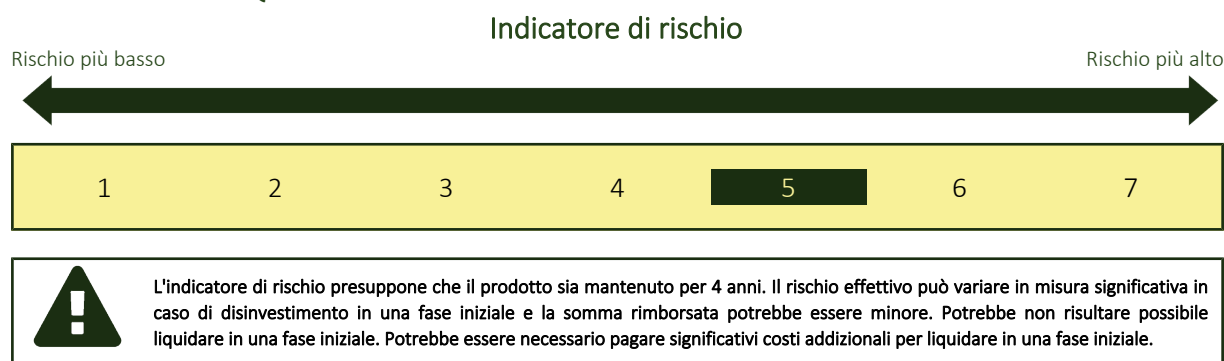 Indicatore di rischio
Rischio più basso Rischio più alto
1 2 3 4 5 6 7
L'indicatore di rischio presuppone che il prodotto sia mantenuto per 4 anni. Il rischio effettivo può variare in misura significativa in
caso di disinvestimento in una fase iniziale e la somma rimborsata potrebbe essere minore. Potrebbe non risultare possibile
liquidare in una fase iniziale. Potrebbe essere necessario pagare significativi costi addizionali per liquidare in una fase iniziale.